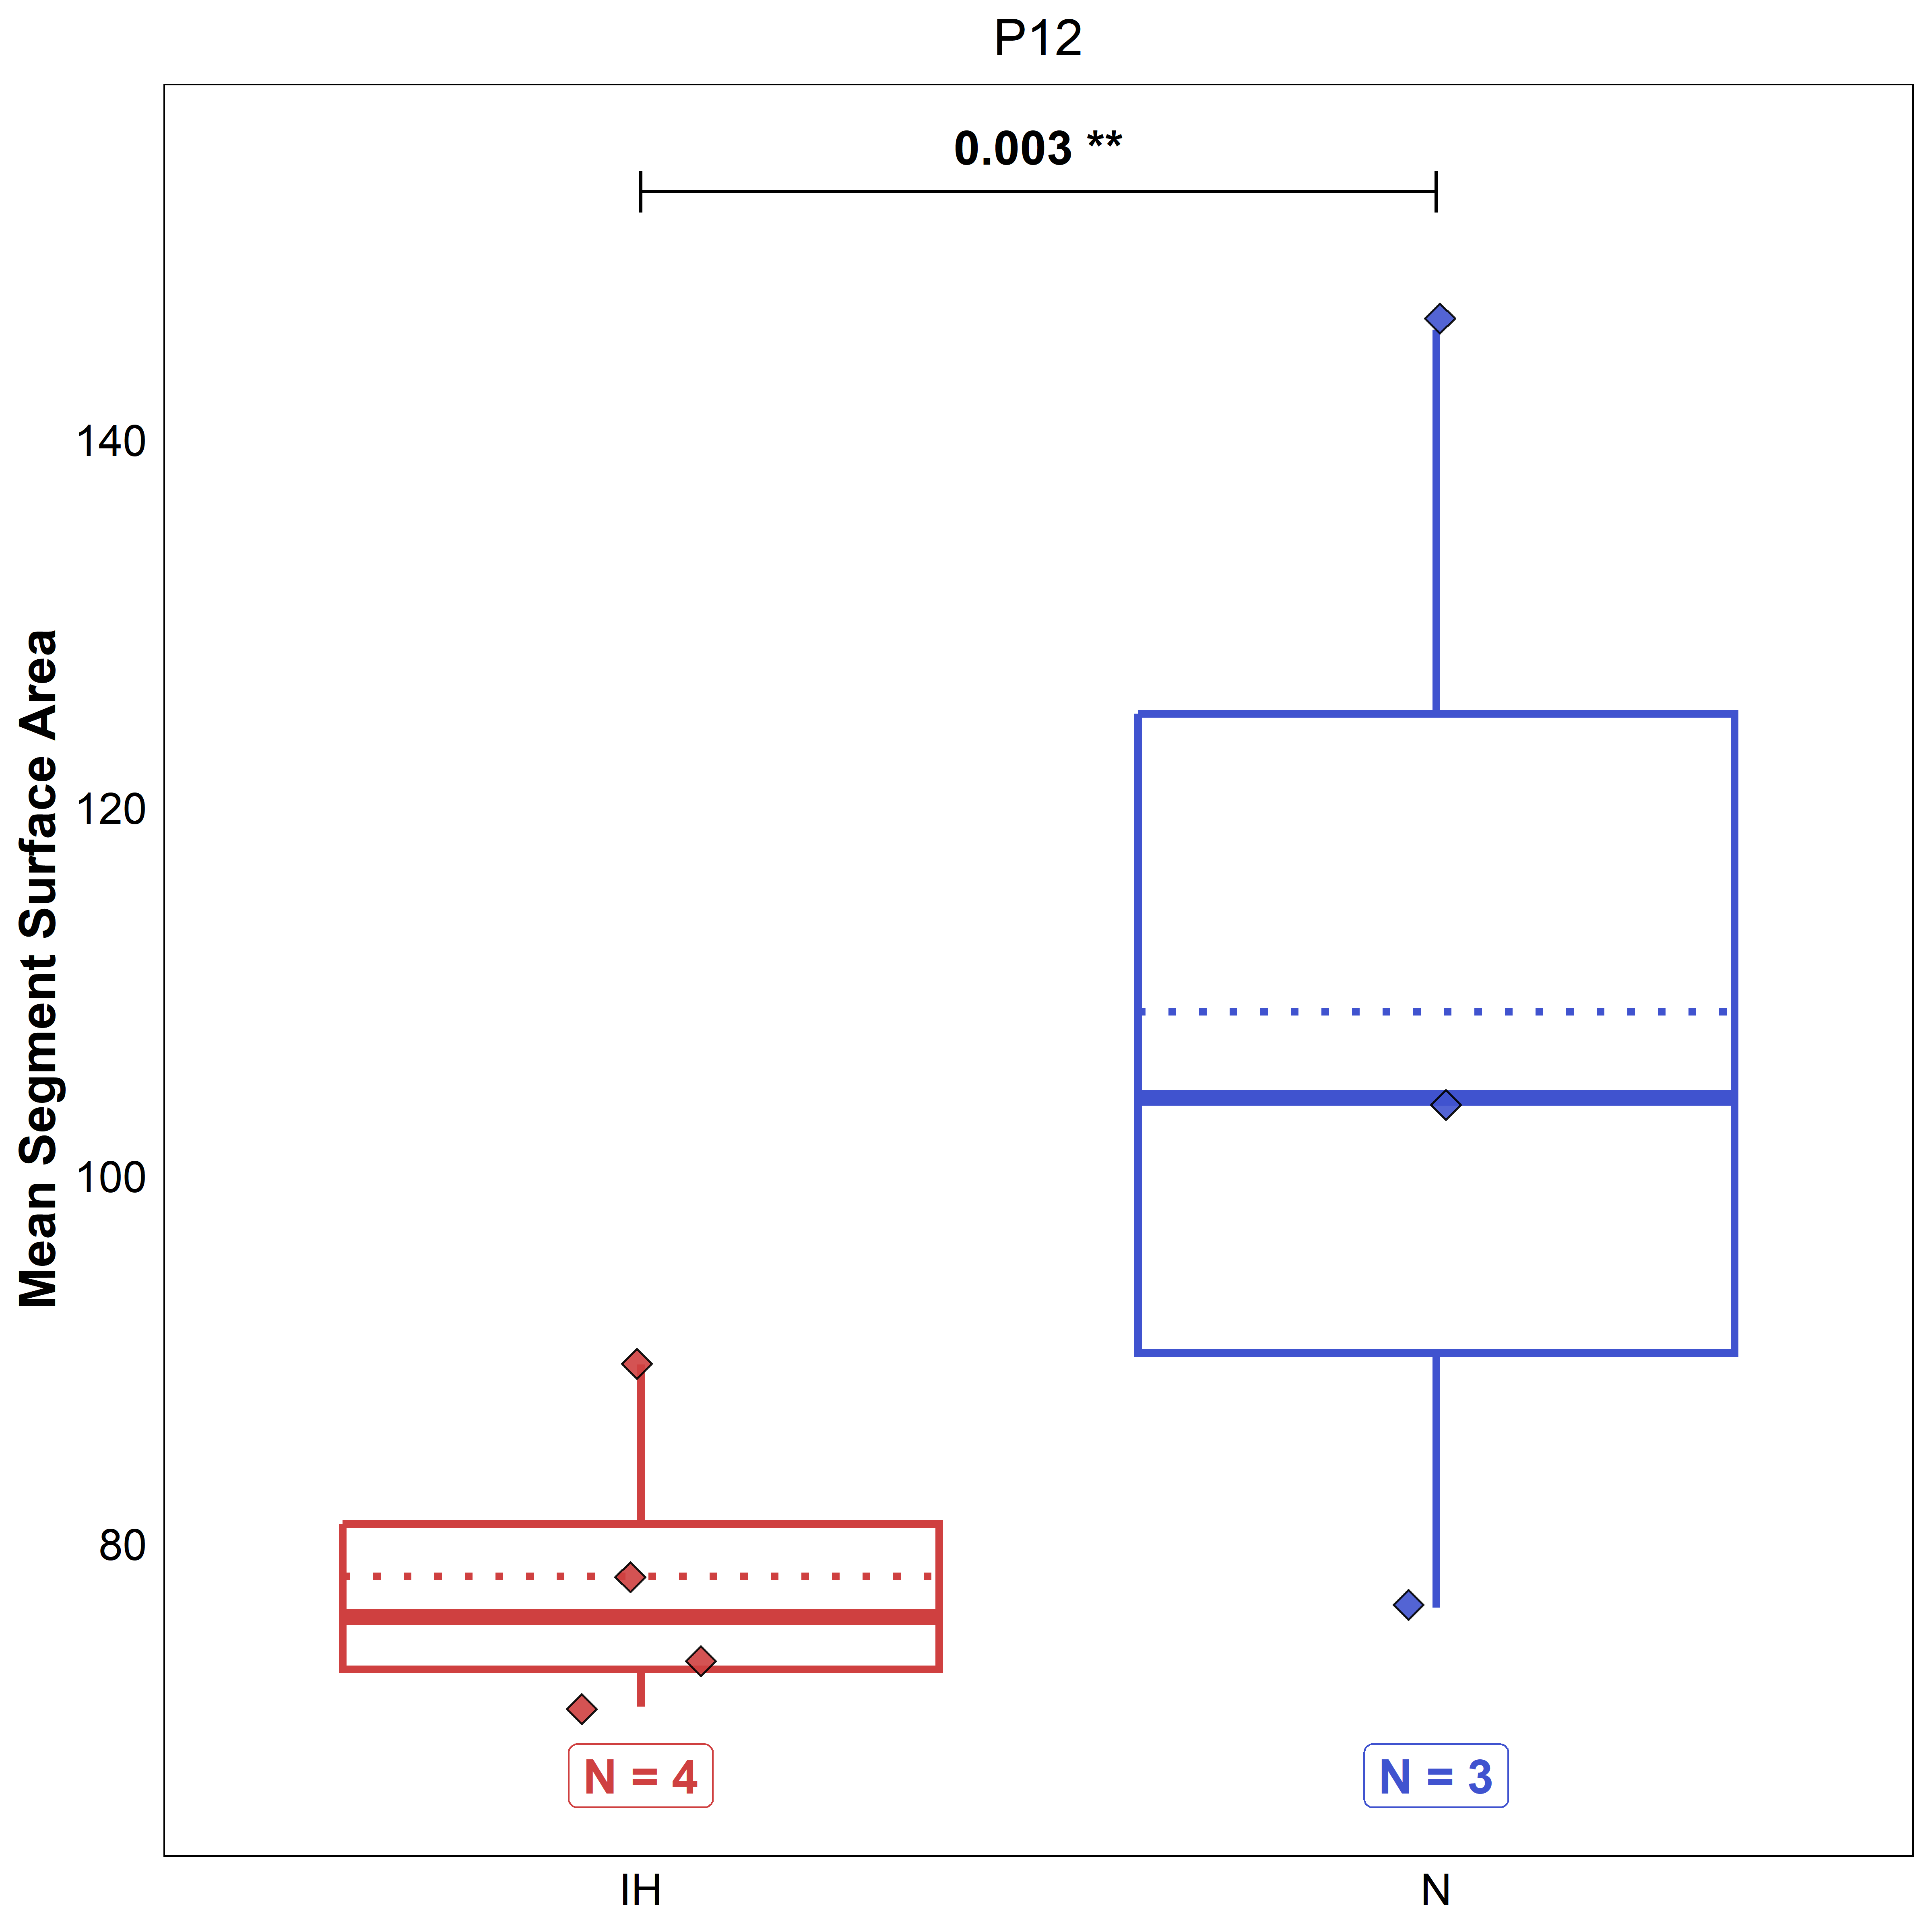 P12
0.003 **
Mean Segment Surface Area
140
120
100
80
N = 4
N = 3
IH
N